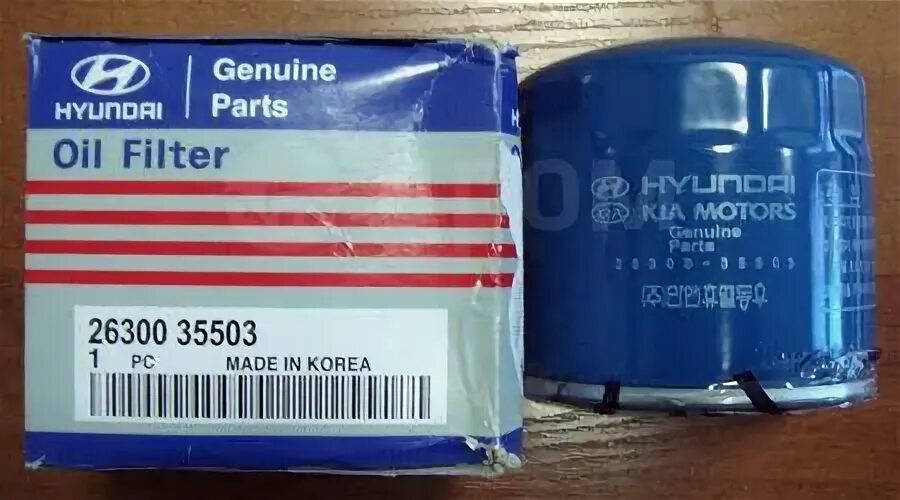 HYUNDAI
Genuine
Parts
Oil Filter
26300 35503
1 PC
MADE IN KOREA
HYUNDAI
KIA MOTORS
Genuine
Parts
26300-35503